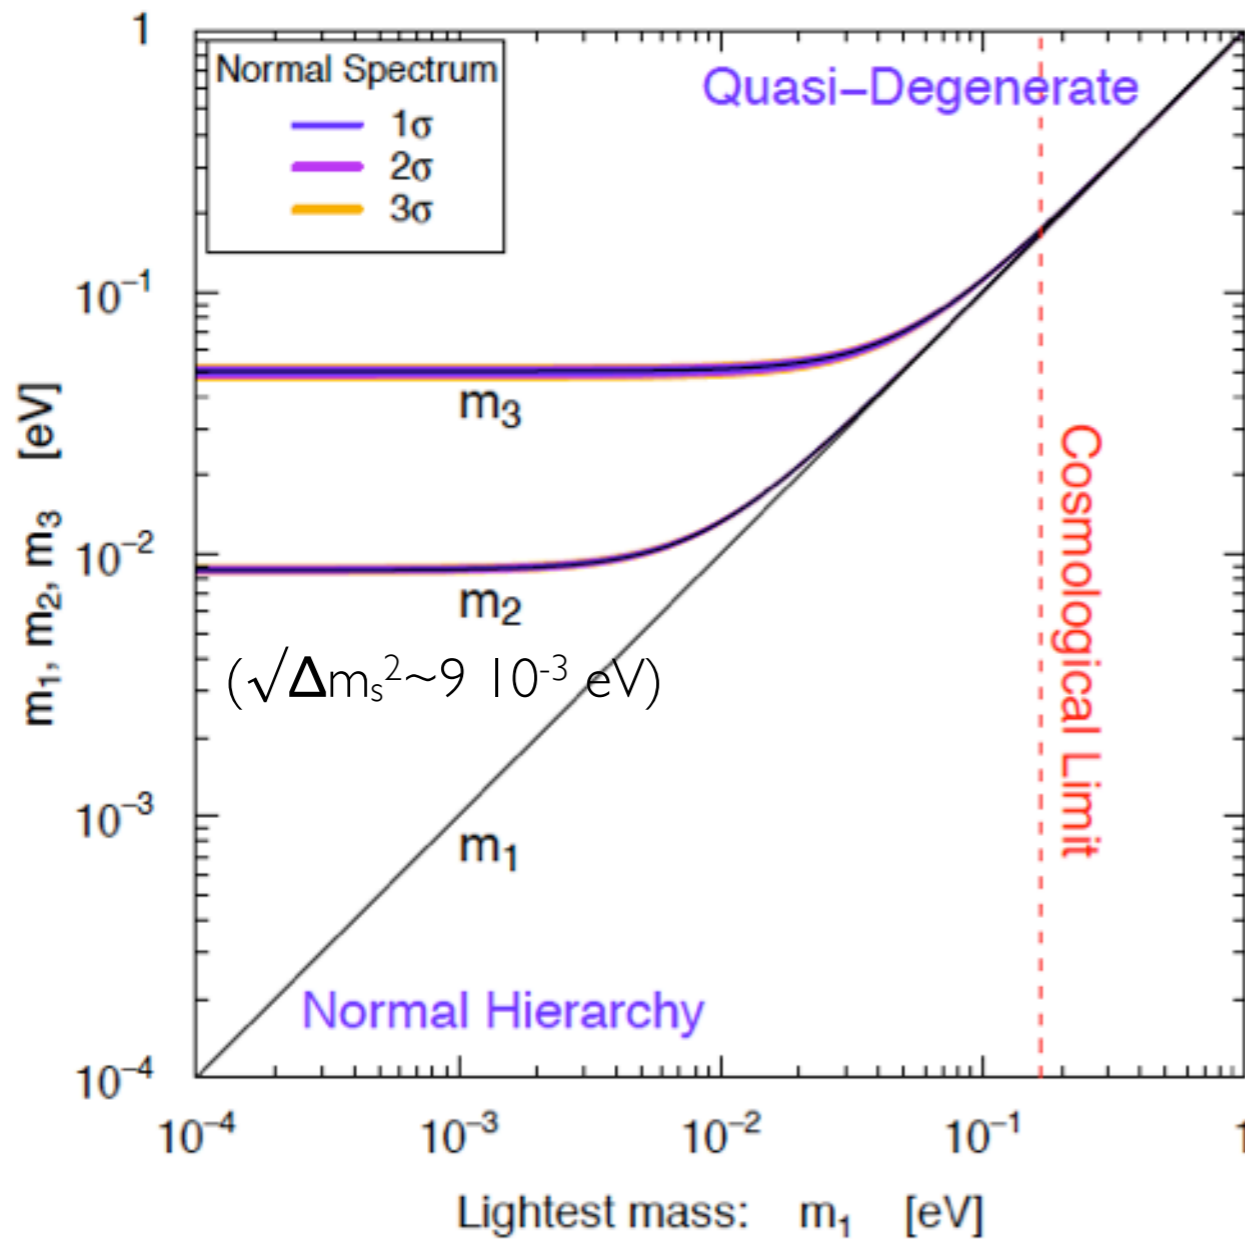 1
Normal Spectrum
1σ
2σ
3σ
Quasi–Degenerate
10⁻¹
m₃
m₁, m₂, m₃ [eV]
Cosmological Limit
10⁻²
m₂
(√Δmₛ²~9 10⁻³ eV)
10⁻³
m₁
Normal Hierarchy
10⁻⁴
10⁻⁴ 10⁻³ 10⁻² 10⁻¹ 1
Lightest mass: m₁ [eV]